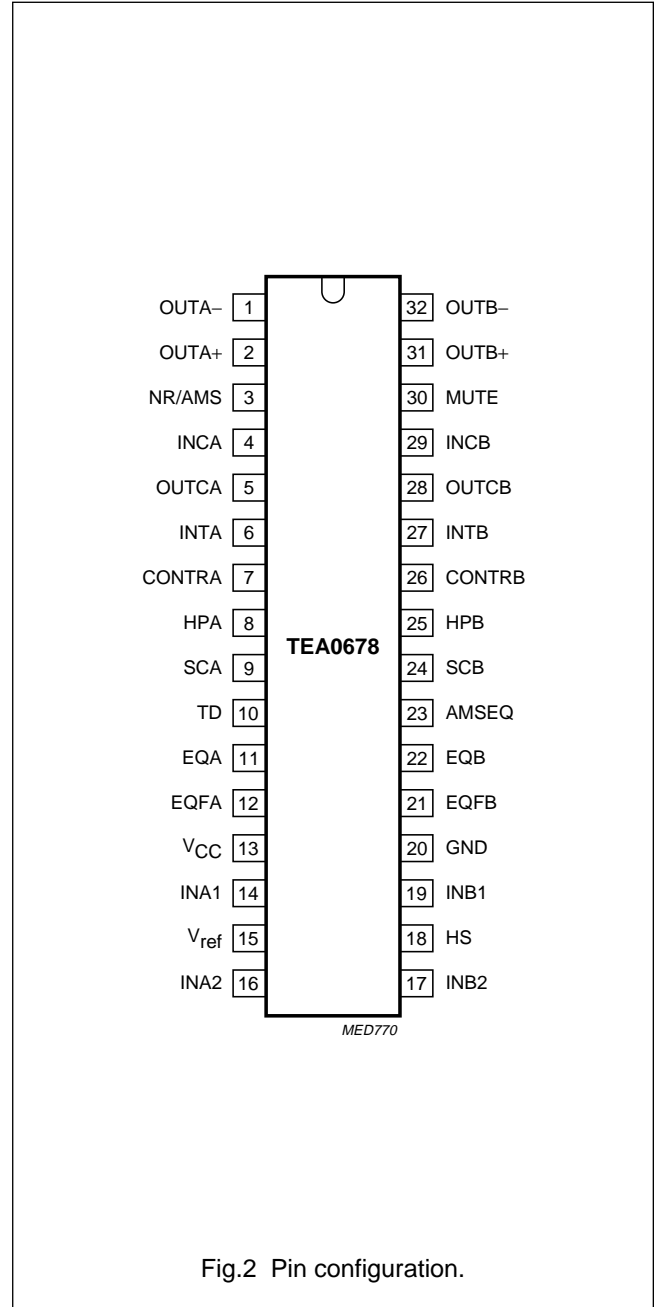 OUTA− 1 32 OUTB−
OUTA+ 2 31 OUTB+
NR/AMS 3 30 MUTE
INCA 4 29 INCB
OUTCA 5 28 OUTCB
INTA 6 27 INTB
CONTRA 7 26 CONTRB
HPA 8 25 HPB
TEA0678
SCA 9 24 SCB
TD 10 23 AMSEQ
EQA 11 22 EQB
EQFA 12 21 EQFB
VCC 13 20 GND
INA1 14 19 INB1
Vref 15 18 HS
INA2 16 17 INB2
MED770
Fig.2 Pin configuration.